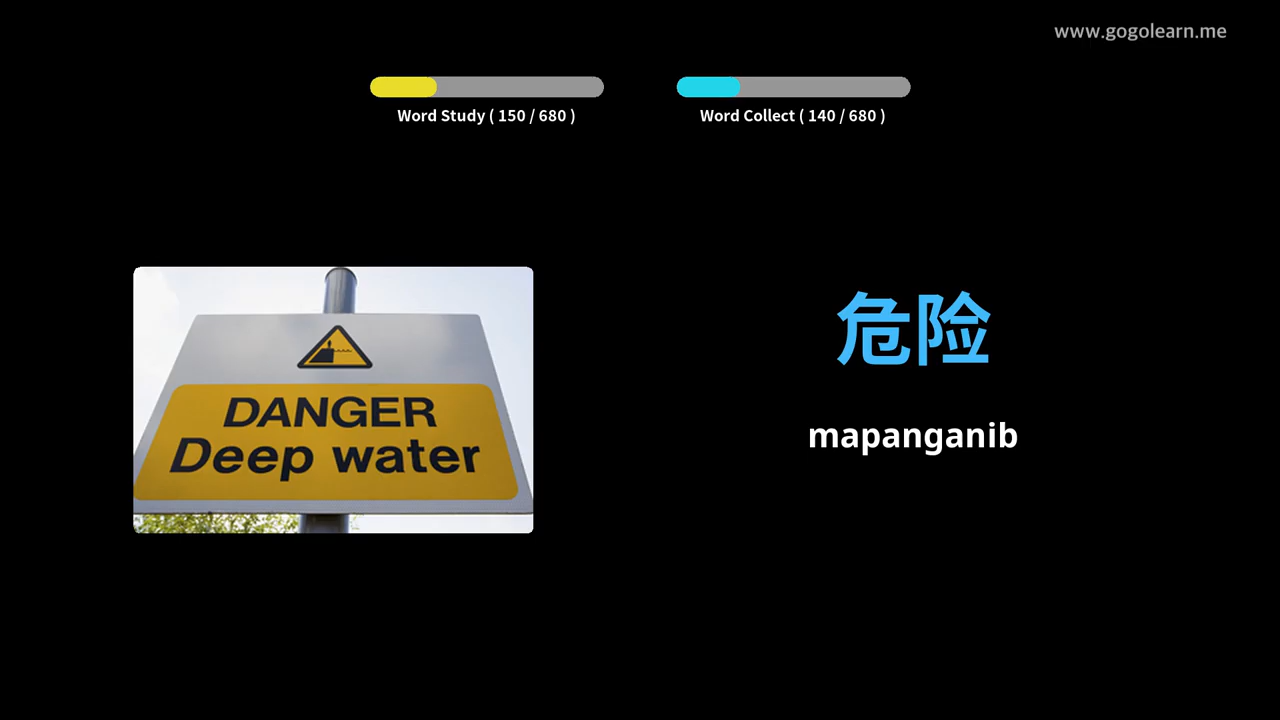 www.gogolearn.me
Word Study ( 150 / 680 )
Word Collect ( 140 / 680 )
DANGER
Deep water
危险
mapanganib